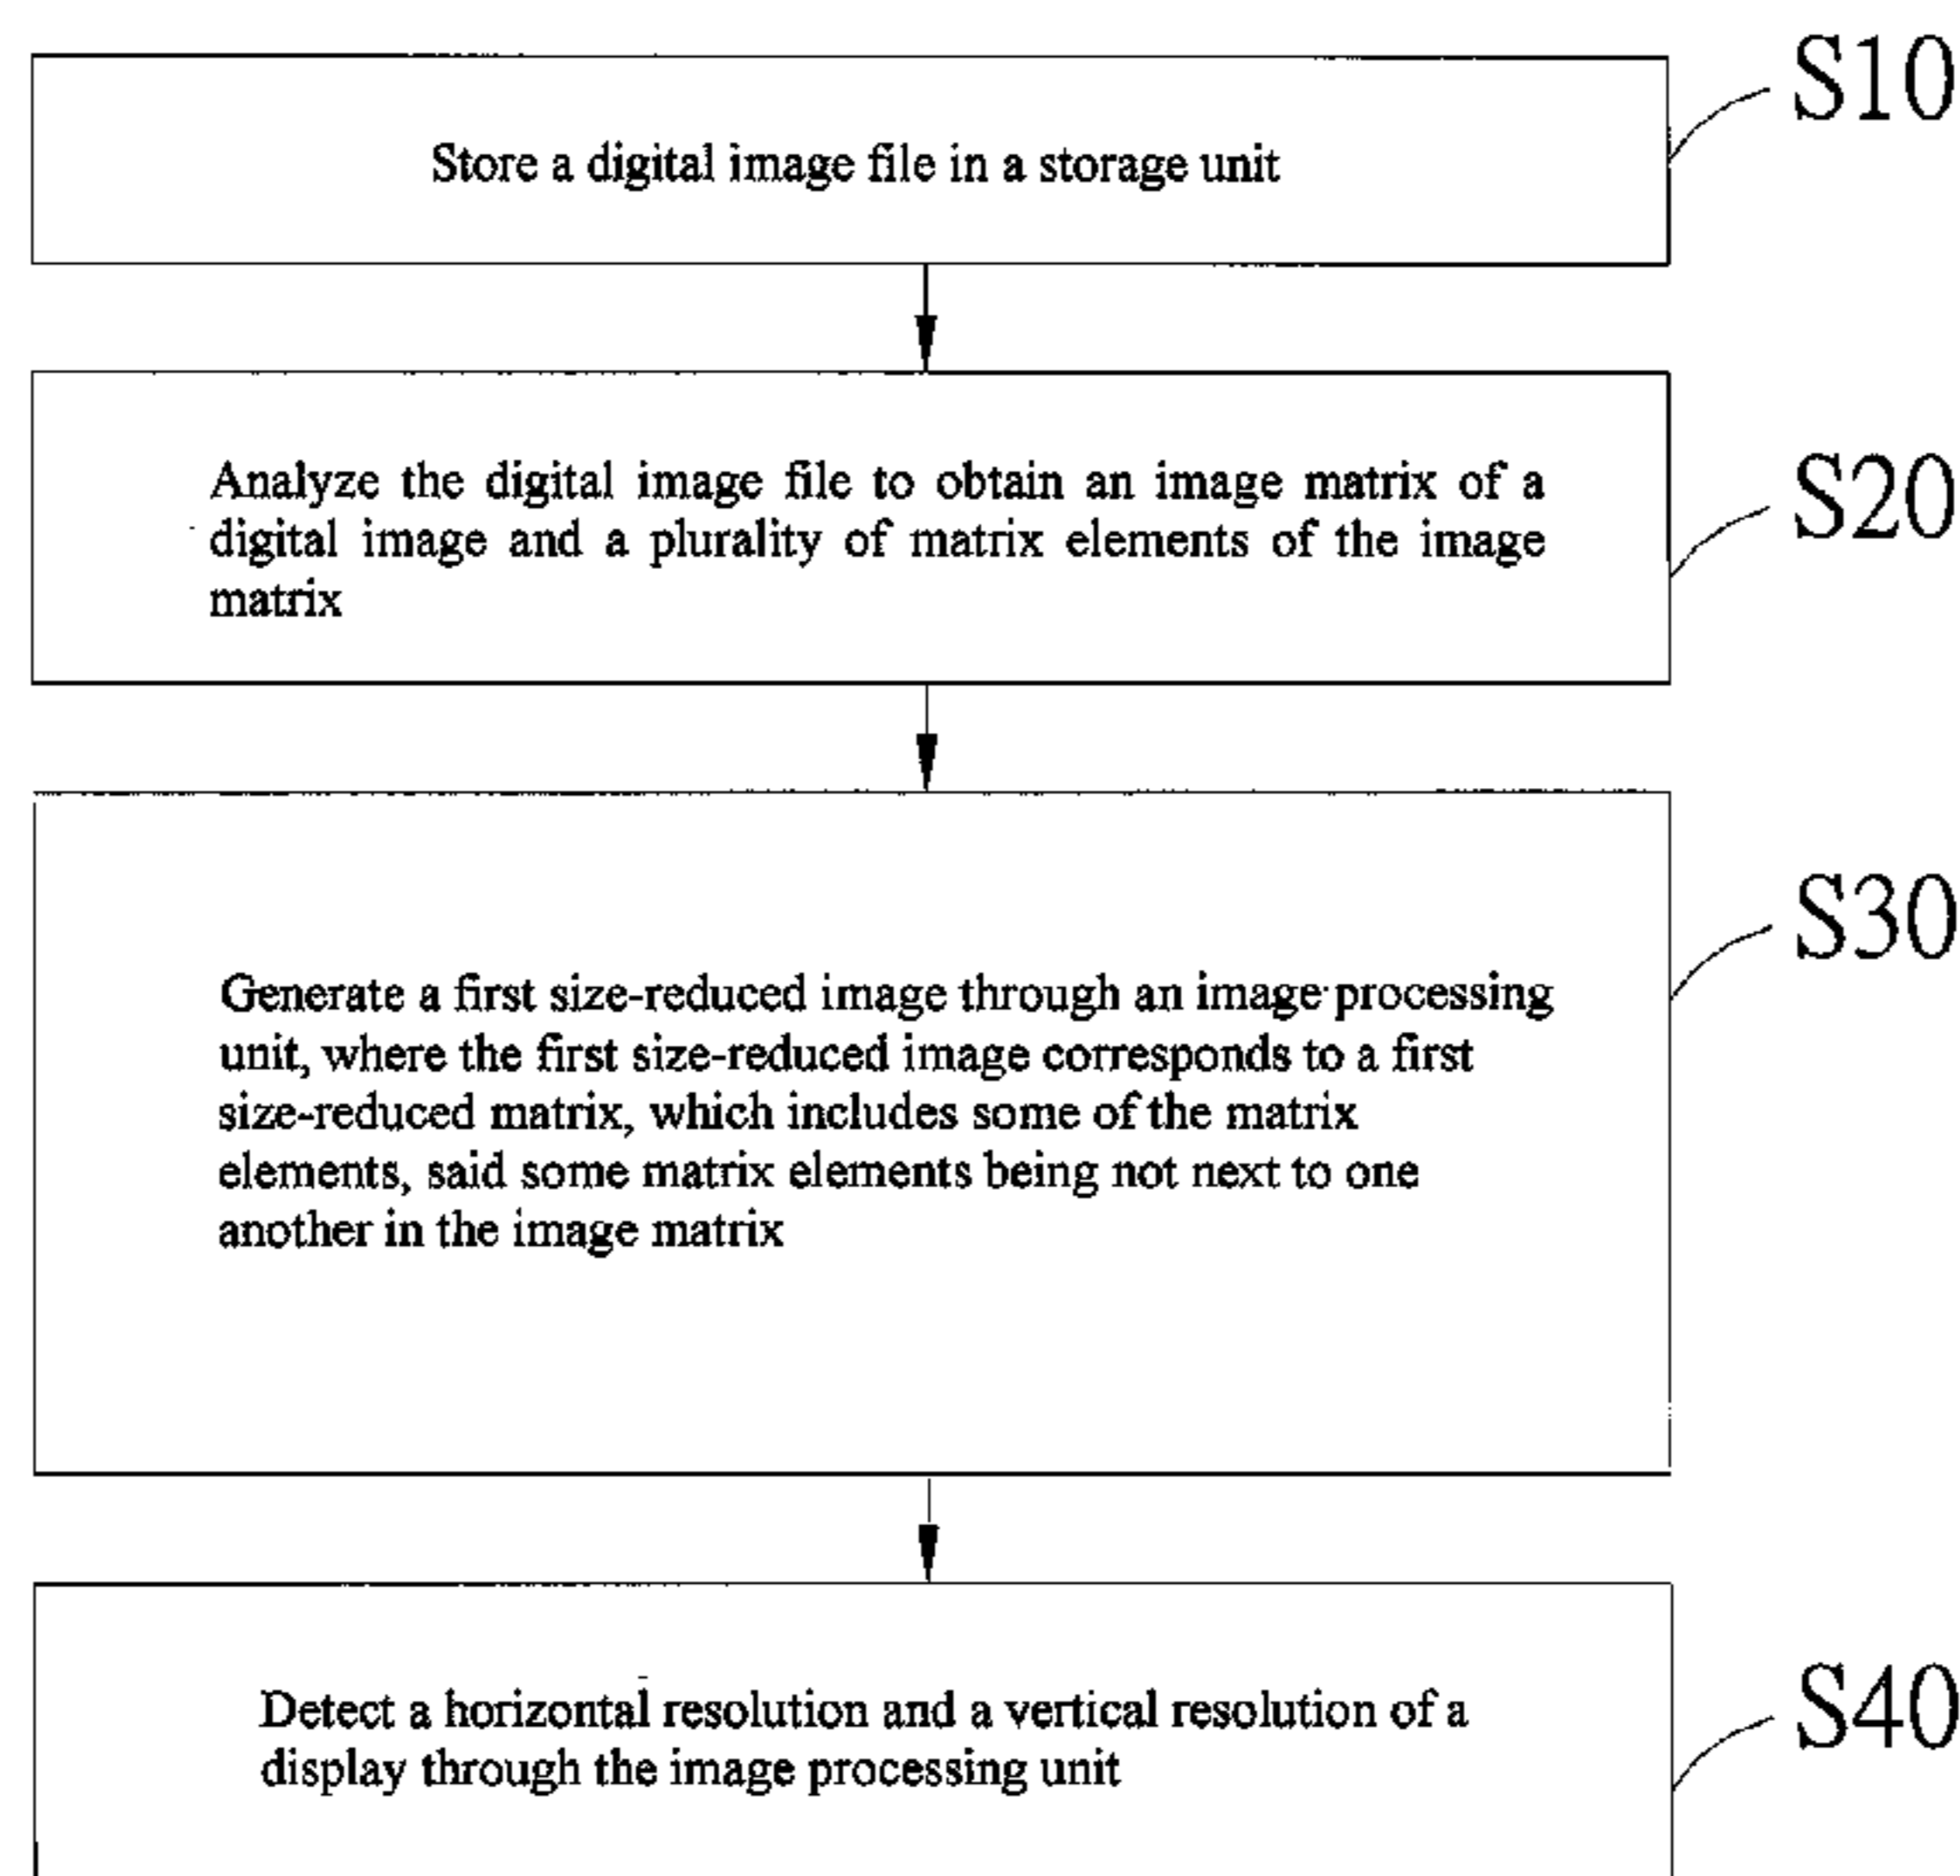 S10
Store a digital image file in a storage unit
S20
Analyze the digital image file to obtain an image matrix of a
digital image and a plurality of matrix elements of the image
matrix
S30
Generate a first size-reduced image through an image processing
unit, where the first size-reduced image corresponds to a first
size-reduced matrix, which includes some of the matrix
elements, said some matrix elements being not next to one
another in the image matrix
S40
Detect a horizontal resolution and a vertical resolution of a
display through the image processing unit